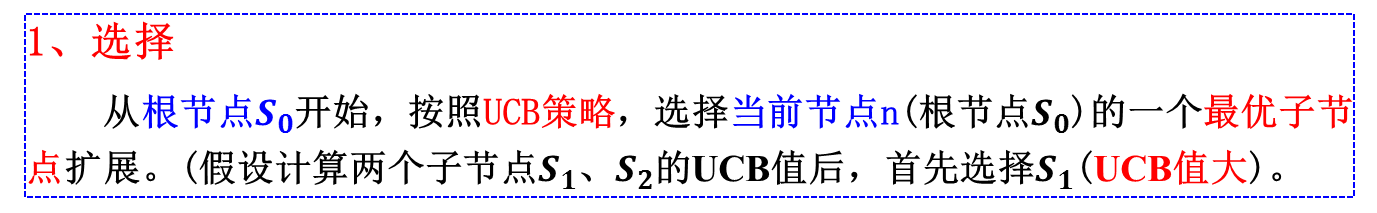 1、选择
从根节点S₀开始，按照UCB策略，选择当前节点n(根节点S₀)的一个最优子节
点扩展。(假设计算两个子节点S₁、S₂的UCB值后，首先选择S₁(UCB值大)。